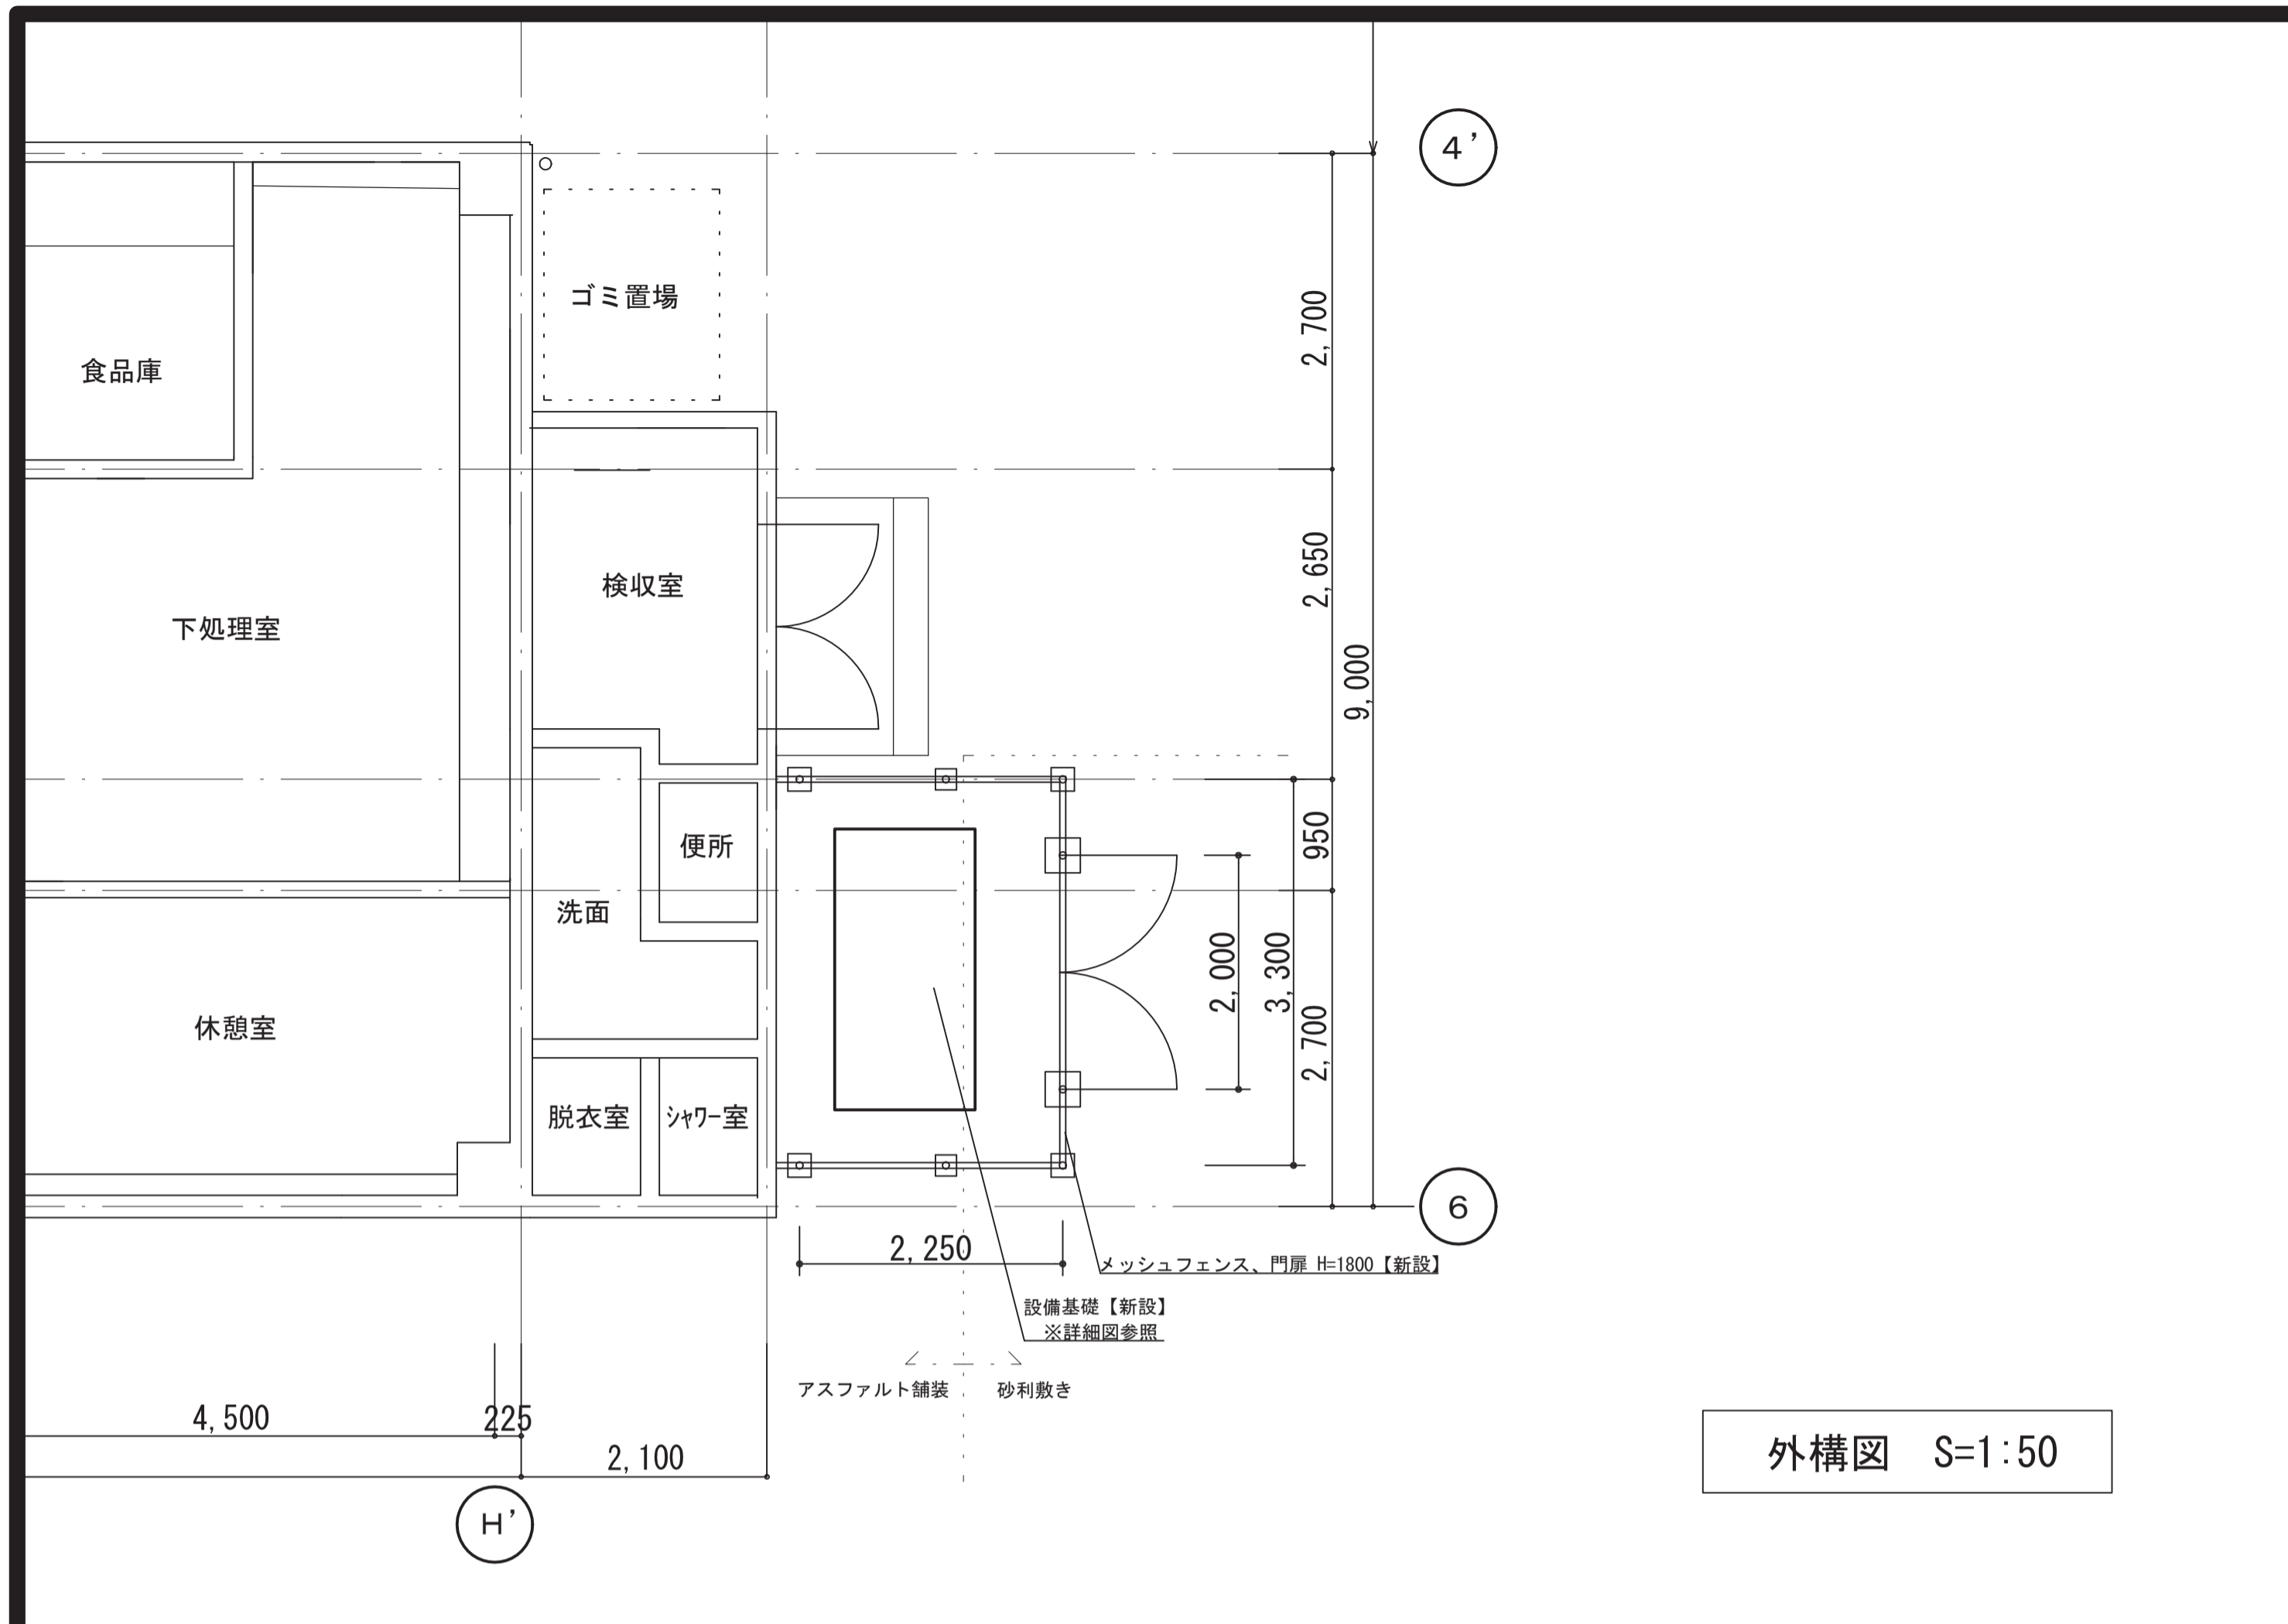 4’
2,700
ゴミ置場
食品庫
2,650
検収室
下処理室
9,000
950
便所
洗面
2,000
3,300
休憩室
2,700
脱衣室
シャワー室
6
2,250
メッシュフェンス、門扉 H=1800【新設】
設備基礎【新設】
※詳細図参照
アスファルト舗装
砂利敷き
4,500
225
2,100
外構図 S=1:50
H’